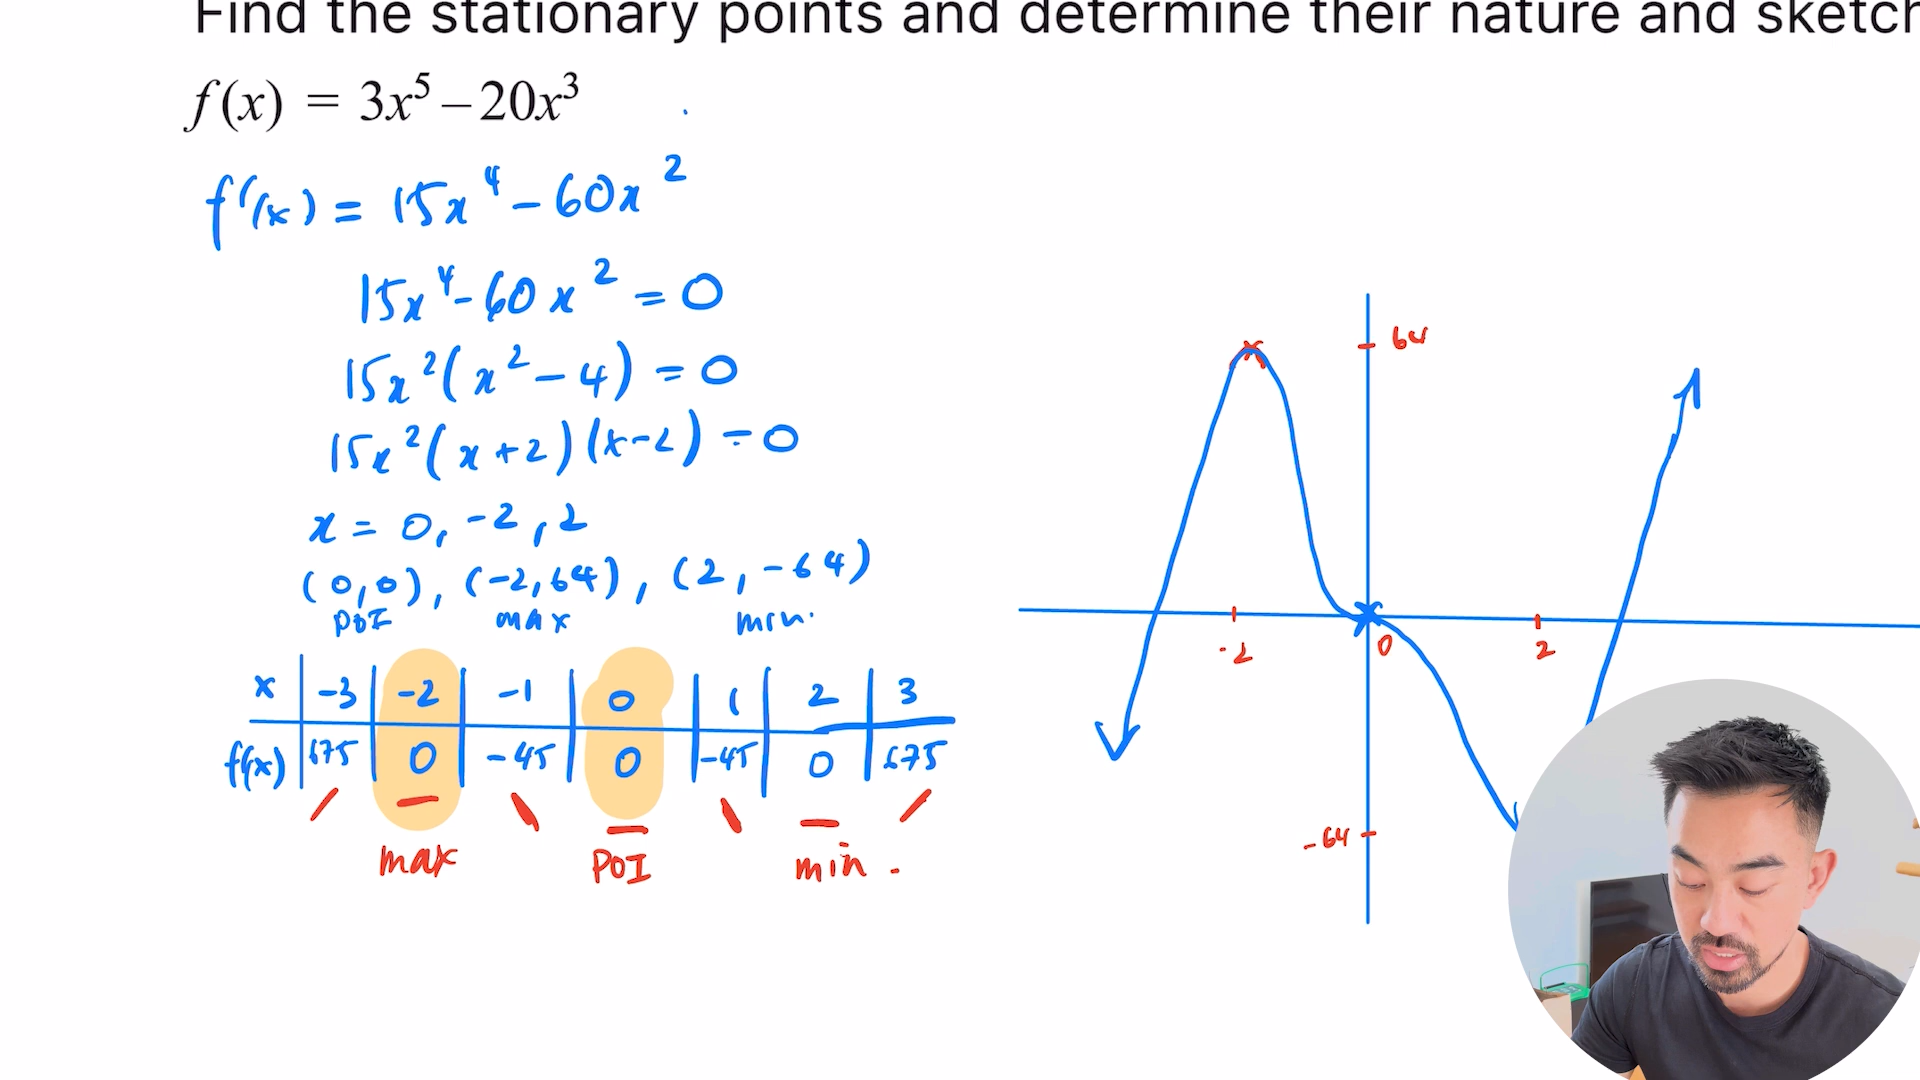 Find the stationary points and determine their nature and sketch
f(x) = 3x⁵ – 20x³
f'(x) = 15x⁴ – 60x²
15x⁴ - 60x² = 0
15x²(x² – 4) = 0
15x²(x+2)(x-2) = 0
x = 0, -2, 2
(0,0), (-2,64), (2,-64)
POI max min.
x | -3 | -2 | -1 | 0 | 1 | 2 | 3
f'(x) | 675 | 0 | -45 | 0 | -45 | 0 | 675
/ — \ — \ — /
max POI min.
64
-2 0 2
-64